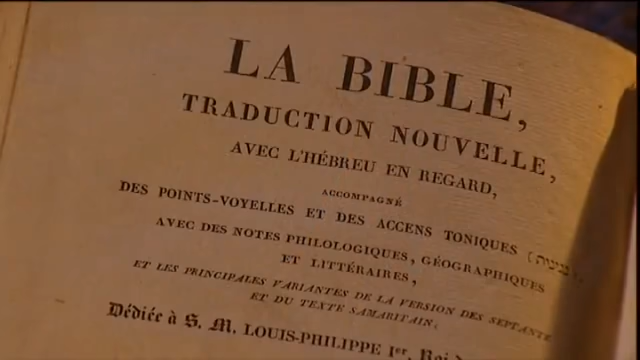 LA BIBLE,
TRADUCTION NOUVELLE,
AVEC L'HÉBREU EN REGARD,
ACCOMPAGNÉ
DES POINTS-VOYELLES ET DES ACCENS TONIQUES
AVEC DES NOTES PHILOLOGIQUES, GÉOGRAPHIQUES
ET LITTÉRAIRES,
ET LES PRINCIPALES VARIANTES DE LA VERSION DES SEPTANTE
ET DU TEXTE SAMARITAIN.
Dédiée à S. M. LOUIS-PHILIPPE Ier, Roi